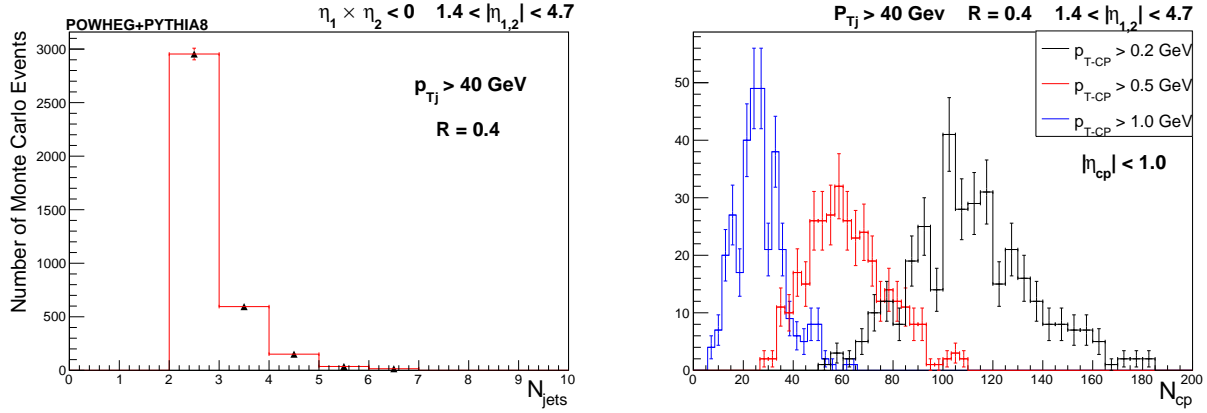 η1 × η2 < 0 1.4 < |η1,2| < 4.7
POWHEG+PYTHIA8
Number of Monte Carlo Events
3000
2500
2000
1500
1000
500
0
pTj > 40 GeV
R = 0.4
0 1 2 3 4 5 6 7 8 9 10
Njets
PTj > 40 Gev R = 0.4 1.4 < |η1,2| < 4.7
pT-CP > 0.2 GeV
pT-CP > 0.5 GeV
pT-CP > 1.0 GeV
|ηcp| < 1.0
50
40
30
20
10
0
0 20 40 60 80 100 120 140 160 180 200
Ncp